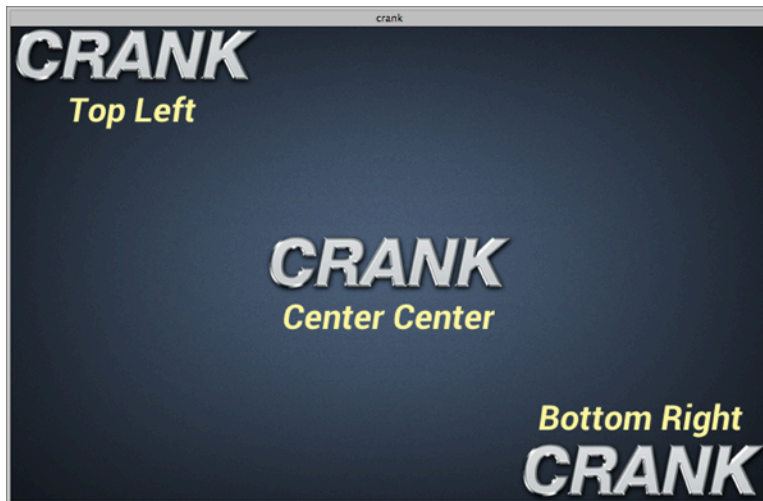 crank
CRANK
Top Left
CRANK
Center Center
Bottom Right
CRANK